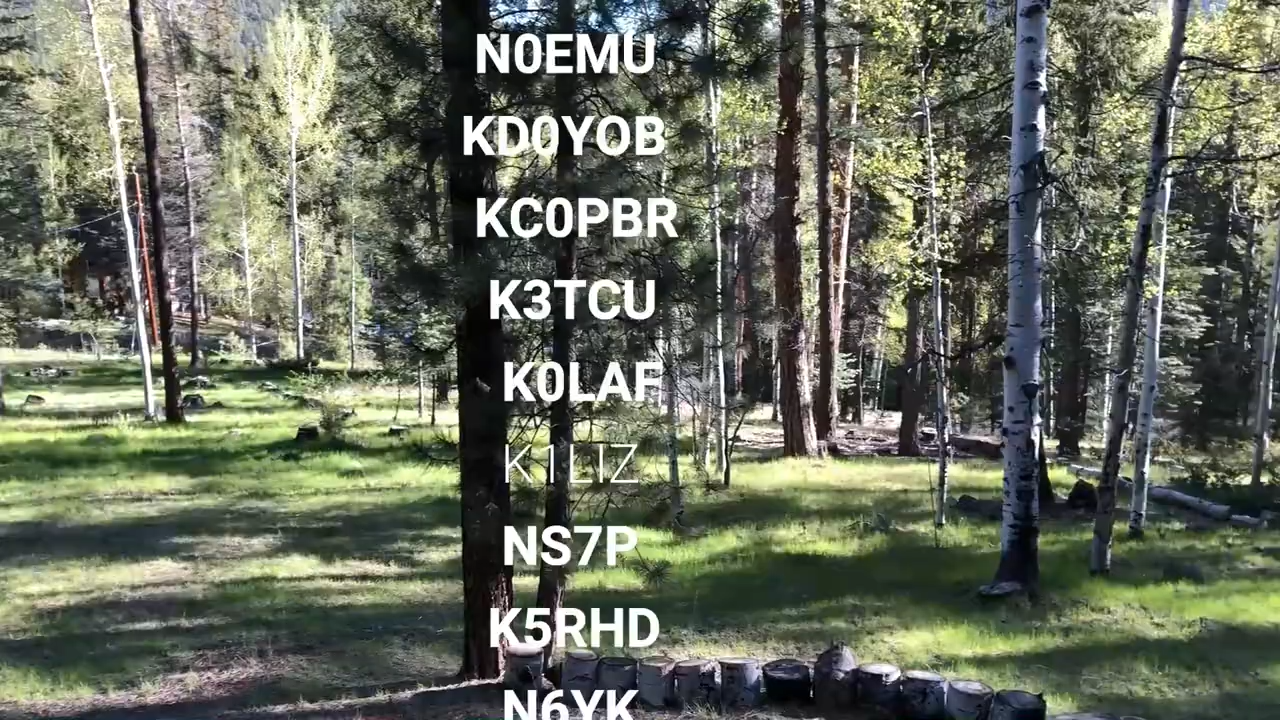 N0EMU
KD0YOB
KC0PBR
K3TCU
K0LAF
K1LIZ
NS7P
K5RHD
N6YK